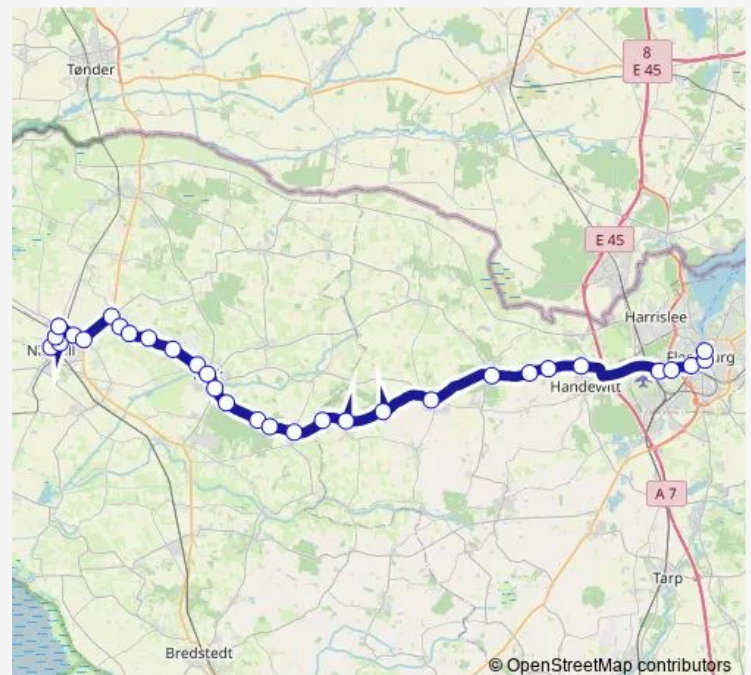 Tønder
8
E 45
E 45
Harrislee
Handewitt
A 7
Tarp
Bredstedt
© OpenStreetMap contributors